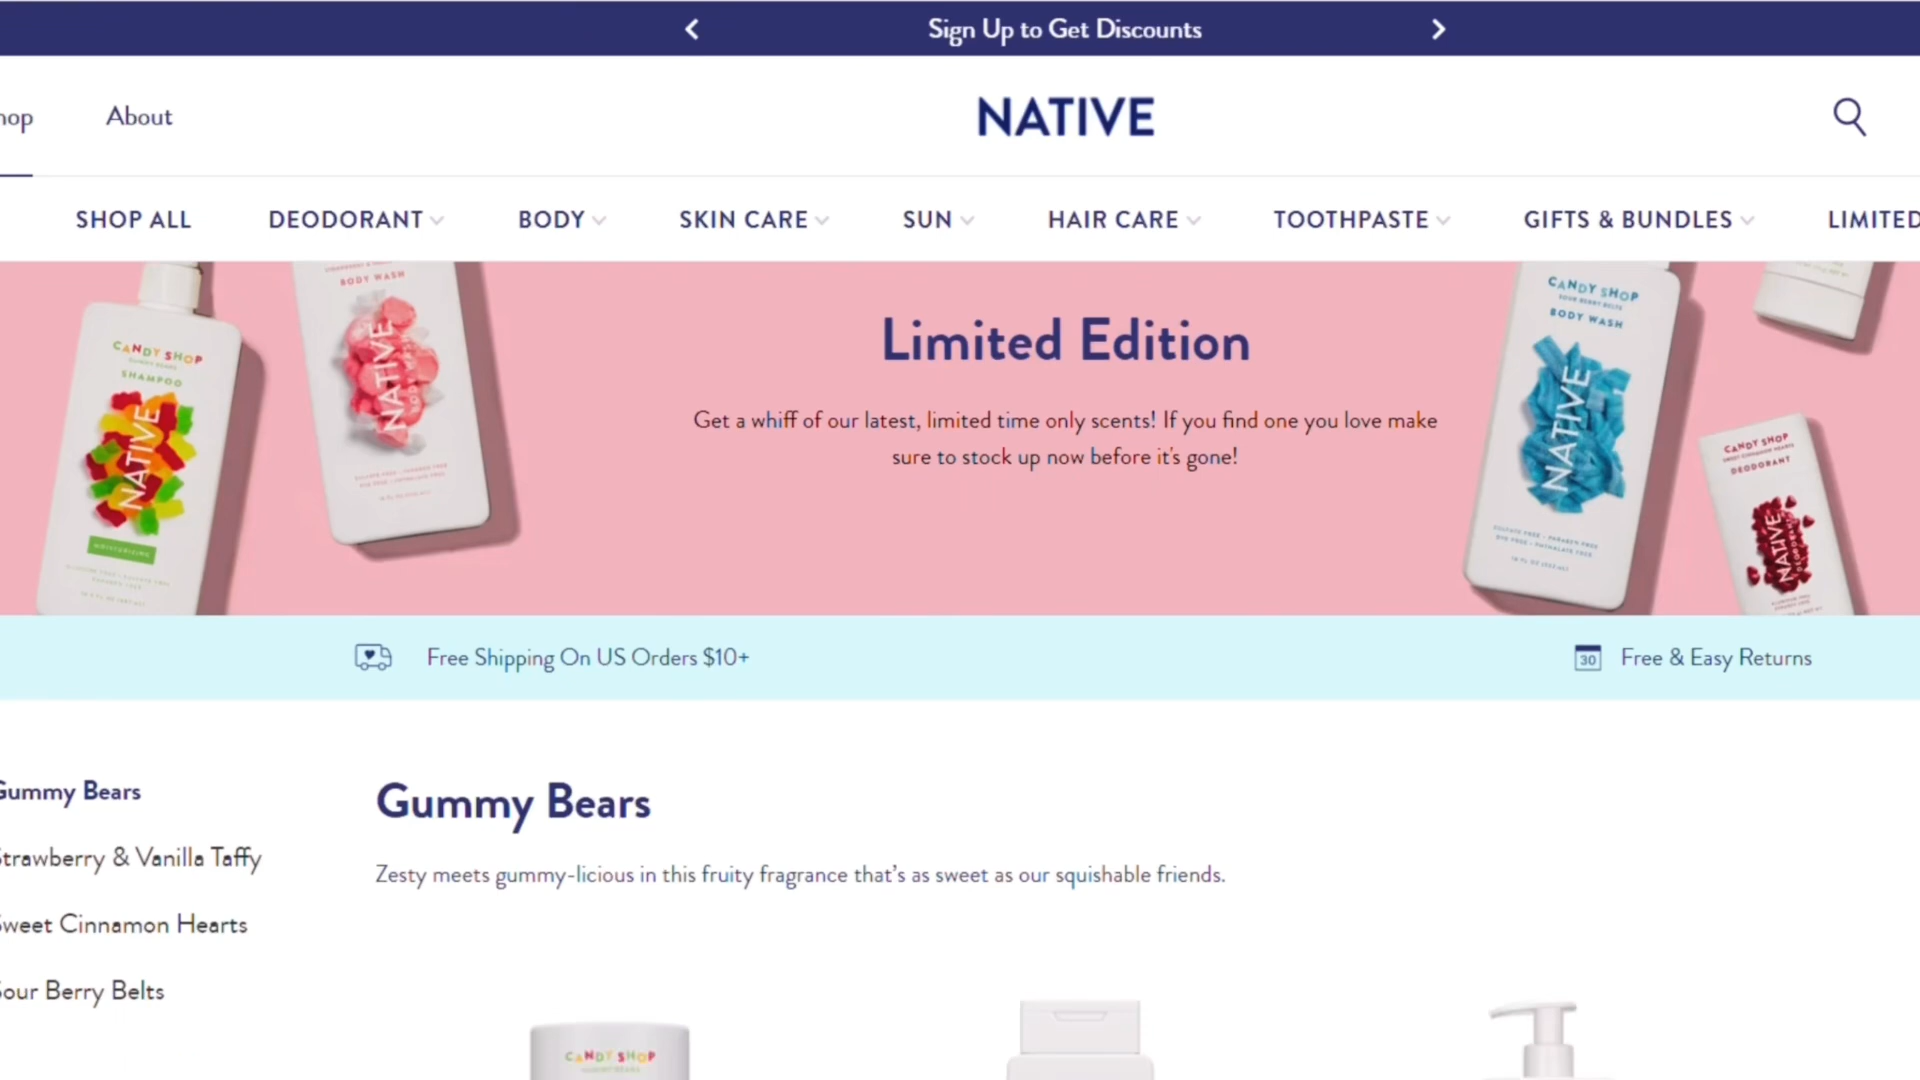 Sign Up to Get Discounts
About
NATIVE
SHOP ALL
DEODORANT
BODY
SKIN CARE
SUN
HAIR CARE
TOOTHPASTE
GIFTS & BUNDLES
LIMITED
Limited Edition
Get a whiff of our latest, limited time only scents! If you find one you love make
sure to stock up now before it's gone!
CANDY SHOP
SHAMPOO
NATIVE
MOISTURIZING
BODY WASH
NATIVE
CANDY SHOP
SOUR BERRY BELTS
BODY WASH
NATIVE
CANDY SHOP
SWEET CINNAMON HEARTS
DEODORANT
NATIVE
Free Shipping On US Orders $10+
30
Free & Easy Returns
Gummy Bears
Strawberry & Vanilla Taffy
Sweet Cinnamon Hearts
Sour Berry Belts
Gummy Bears
Zesty meets gummy-licious in this fruity fragrance that's as sweet as our squishable friends.
CANDY SHOP